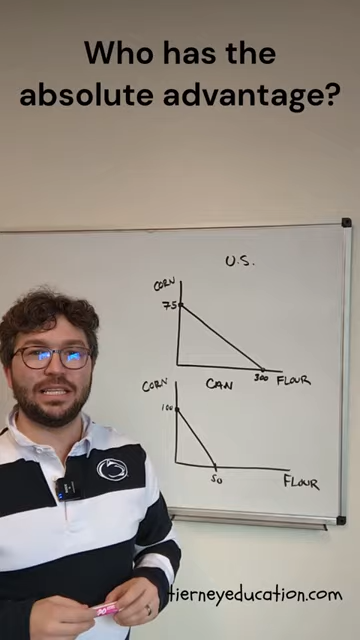 Who has the
absolute advantage?
U.S.
CORN
75
300 FLOUR
CORN
CAN
100
50
FLOUR
tierneyeducation.com